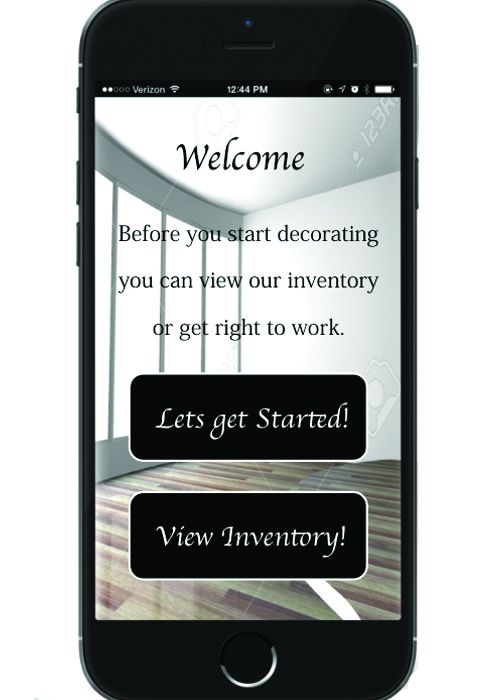 Verizon 12:44 PM
Welcome
Before you start decorating
you can view our inventory
or get right to work.
Lets get Started!
View Inventory!